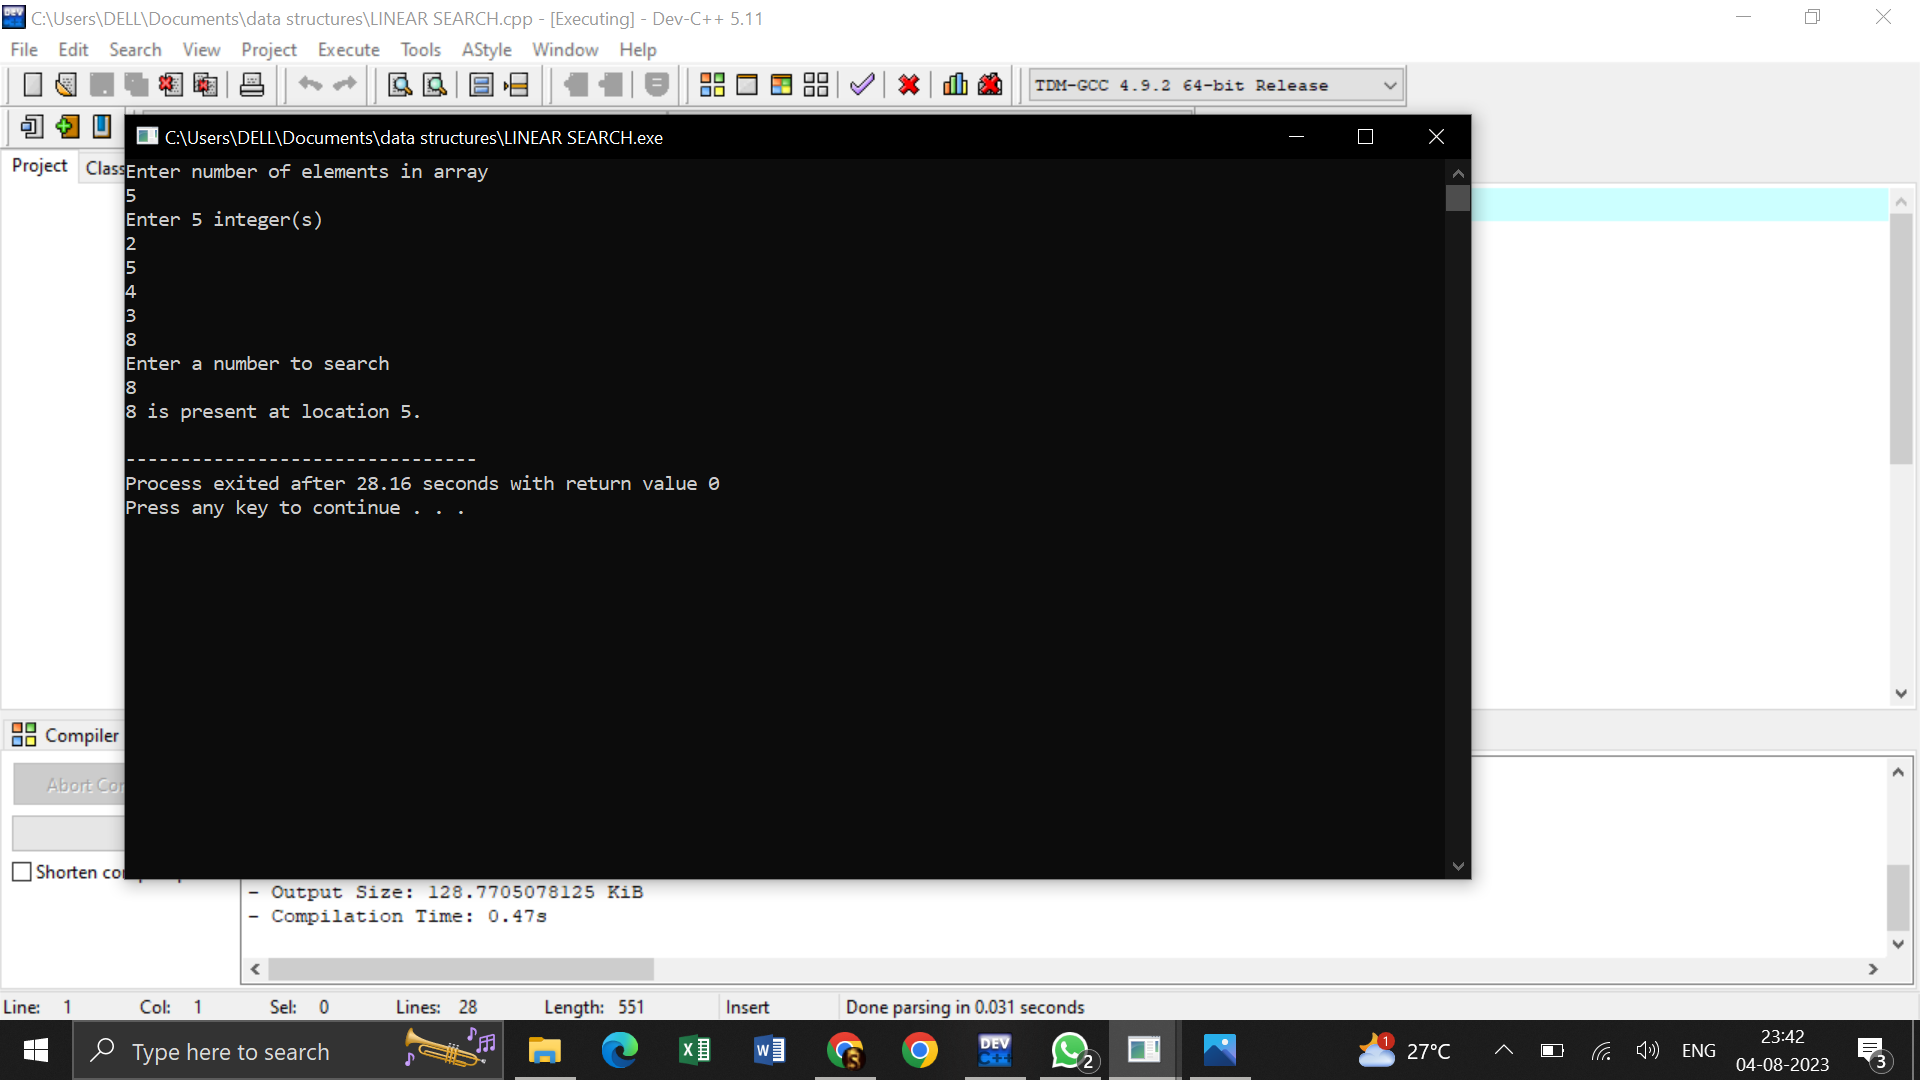 C:\Users\DELL\Documents\data structures\LINEAR SEARCH.cpp - [Executing] - Dev-C++ 5.11
File Edit Search View Project Execute Tools AStyle Window Help
TDM-GCC 4.9.2 64-bit Release
C:\Users\DELL\Documents\data structures\LINEAR SEARCH.exe
Project Class
Enter number of elements in array
5
Enter 5 integer(s)
2
5
4
3
8
Enter a number to search
8
8 is present at location 5.
--------------------------------
Process exited after 28.16 seconds with return value 0
Press any key to continue . . .
Compiler
Abort Co
Shorten co
- Output Size: 128.7705078125 KiB
- Compilation Time: 0.47s
Line: 1 Col: 1 Sel: 0 Lines: 28 Length: 551 Insert Done parsing in 0.031 seconds
Type here to search
DEV C++
2
1
27°C
ENG
23:42
04-08-2023
3